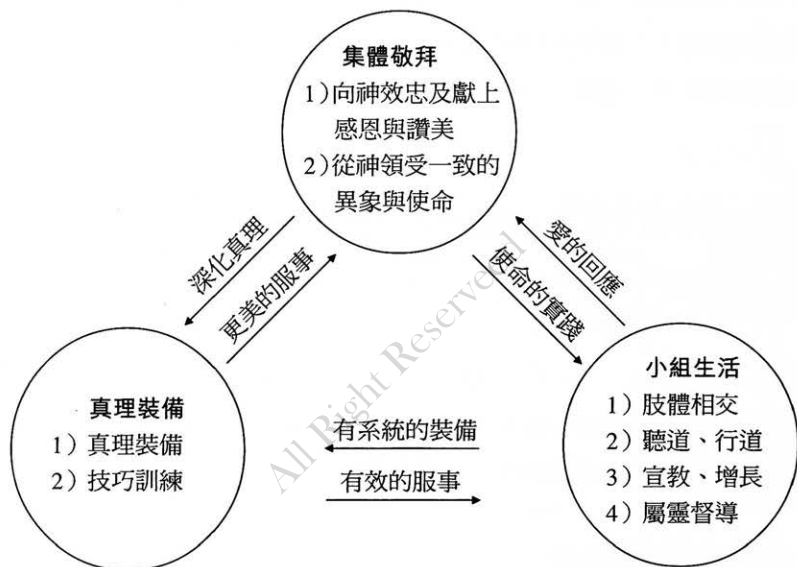 集體敬拜
1）向神效忠及獻上
感恩與讚美
2）從神領受一致的
異象與使命
深化真理
更美的服事
愛的回應
使命的實踐
真理裝備
1）真理裝備
2）技巧訓練
有系統的裝備
有效的服事
小組生活
1）肢體相交
2）聽道、行道
3）宣教、增長
4）屬靈督導
All Right Reserveed